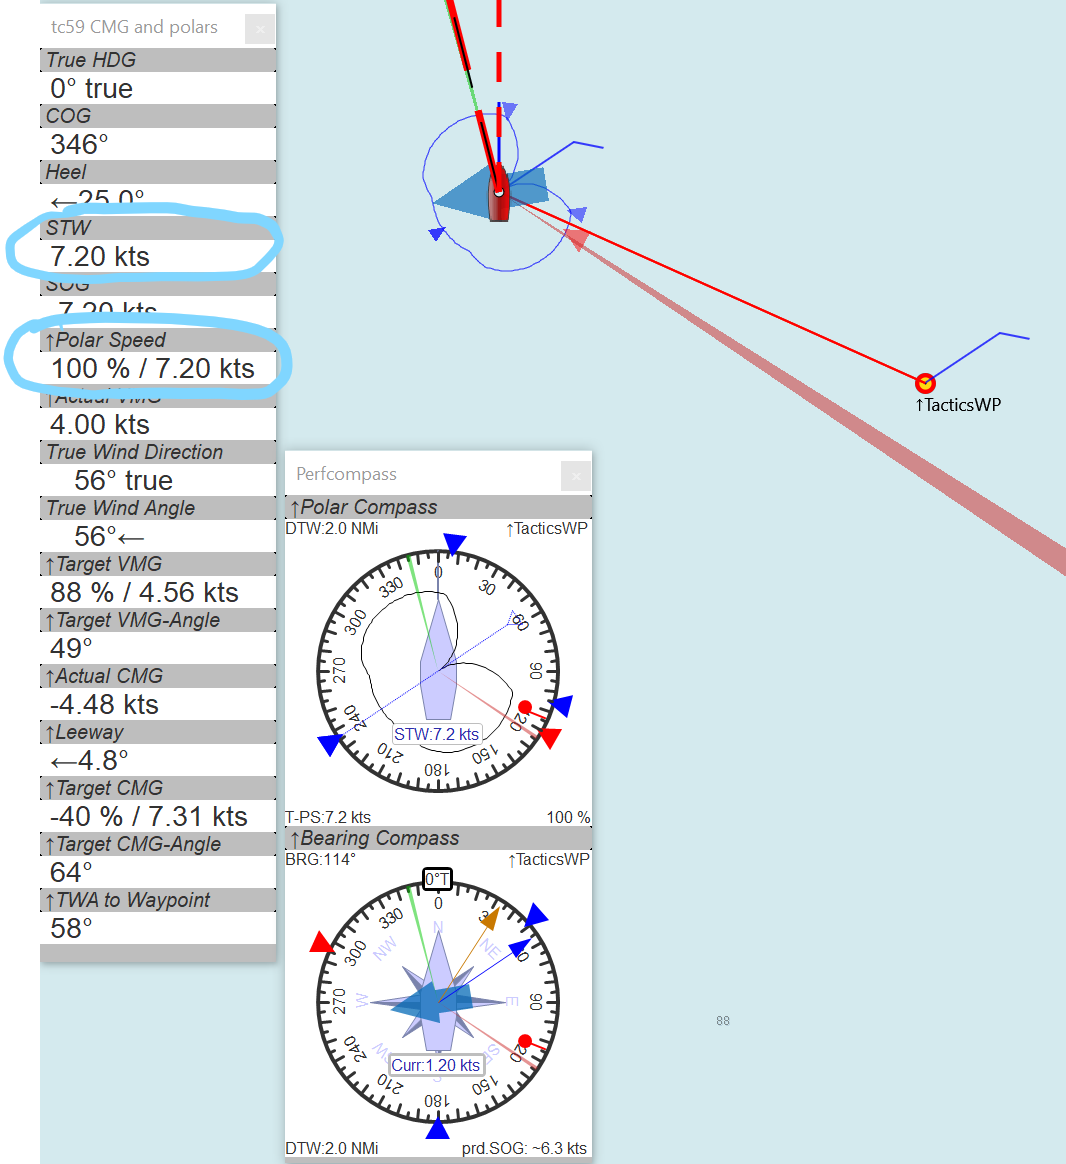 tc59 CMG and polars
×
True HDG
0° true
COG
346°
Heel
←25.0°
STW
7.20 kts
SOG
7.20 kts
↑Polar Speed
100 % / 7.20 kts
↑Actual VMG
4.00 kts
True Wind Direction
56° true
True Wind Angle
56°←
↑Target VMG
88 % / 4.56 kts
↑Target VMG-Angle
49°
↑Actual CMG
-4.48 kts
↑Leeway
←4.8°
↑Target CMG
-40 % / 7.31 kts
↑Target CMG-Angle
64°
↑TWA to Waypoint
58°
↑TacticsWP
88
Perfcompass
×
↑Polar Compass
DTW:2.0 NMi ↑TacticsWP
0
30
60
90
120
150
180
210
240
270
300
330
STW:7.2 kts
T-PS:7.2 kts 100 %
↑Bearing Compass
BRG:114° ↑TacticsWP
0°T
0
90
150
180
210
240
270
300
330
N
NE
E
SE
S
W
NW
Curr:1.20 kts
DTW:2.0 NMi prd.SOG: ~6.3 kts